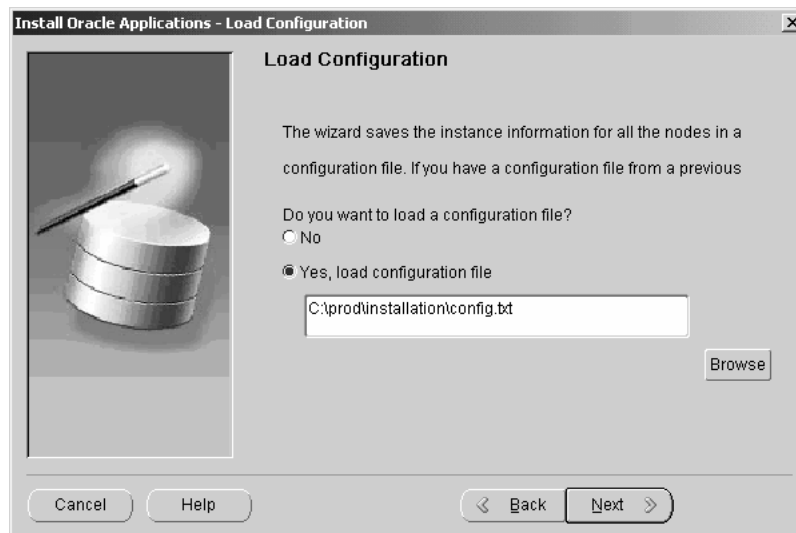 Install Oracle Applications - Load Configuration
Load Configuration
The wizard saves the instance information for all the nodes in a
configuration file. If you have a configuration file from a previous
Do you want to load a configuration file?
No
Yes, load configuration file
C:\prod\installation\config.txt
Browse
Cancel Help Back Next